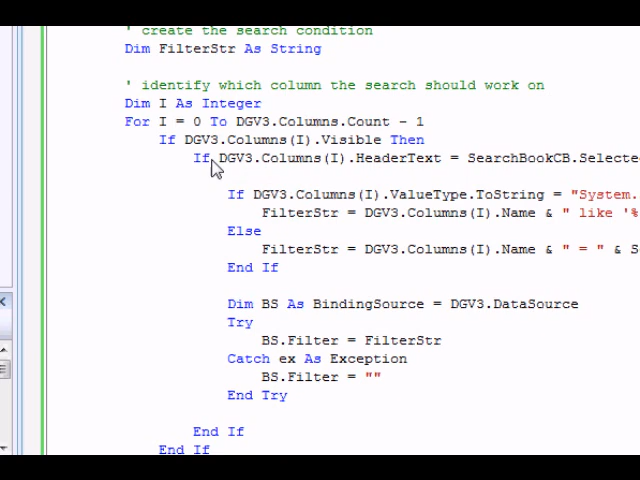 ' create the search condition
Dim FilterStr As String
' identify which column the search should work on
Dim I As Integer
For I = 0 To DGV3.Columns.Count - 1
If DGV3.Columns(I).Visible Then
If DGV3.Columns(I).HeaderText = SearchBookCB.Selecte
If DGV3.Columns(I).ValueType.ToString = "System.
FilterStr = DGV3.Columns(I).Name & " like '%
Else
FilterStr = DGV3.Columns(I).Name & " = " & S
End If
Dim BS As BindingSource = DGV3.DataSource
Try
BS.Filter = FilterStr
Catch ex As Exception
BS.Filter = ""
End Try
End If
End If